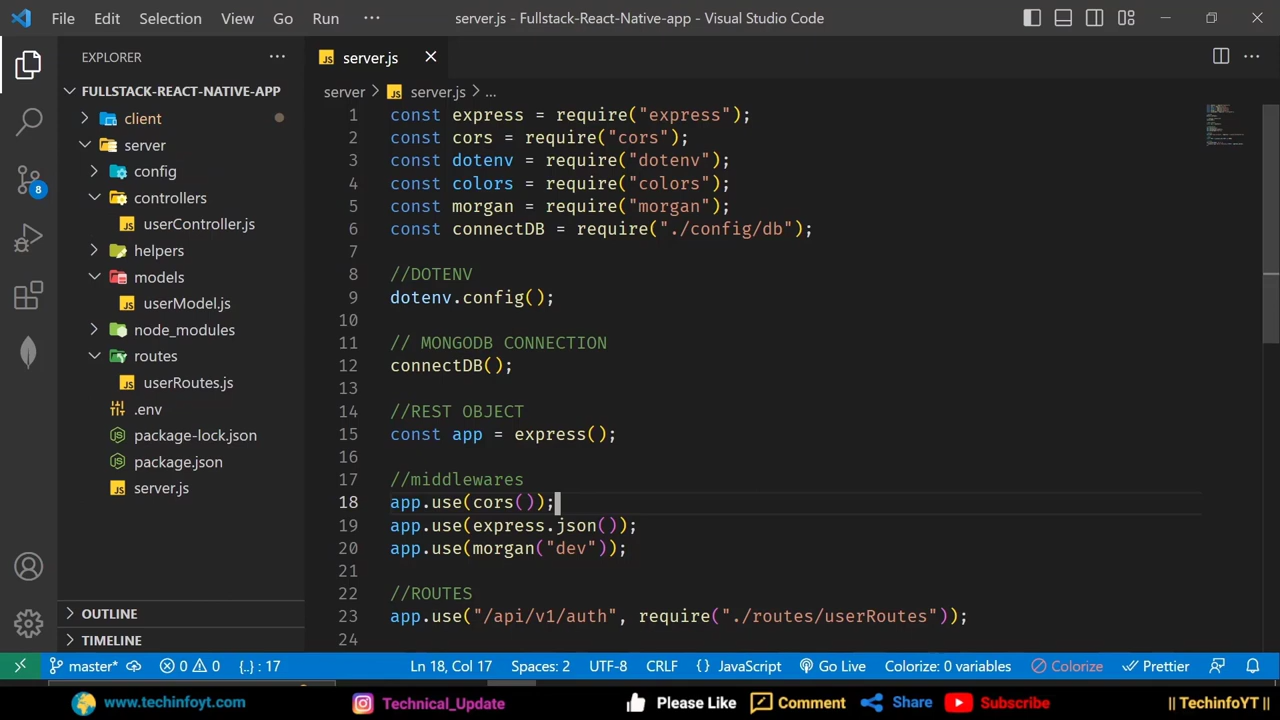 File Edit Selection View Go Run ··· server.js - Fullstack-React-Native-app - Visual Studio Code
EXPLORER ···
FULLSTACK-REACT-NATIVE-APP
client
server
config
controllers
userController.js
helpers
models
userModel.js
node_modules
routes
userRoutes.js
.env
package-lock.json
package.json
server.js
OUTLINE
TIMELINE
8
server.js
server > server.js > ...
1 const express = require("express");
2 const cors = require("cors");
3 const dotenv = require("dotenv");
4 const colors = require("colors");
5 const morgan = require("morgan");
6 const connectDB = require("./config/db");
7
8 //DOTENV
9 dotenv.config();
10
11 // MONGODB CONNECTION
12 connectDB();
13
14 //REST OBJECT
15 const app = express();
16
17 //middlewares
18 app.use(cors());
19 app.use(express.json());
20 app.use(morgan("dev"));
21
22 //ROUTES
23 app.use("/api/v1/auth", require("./routes/userRoutes"));
24
master* 0 0 {..} : 17 Ln 18, Col 17 Spaces: 2 UTF-8 CRLF {} JavaScript Go Live Colorize: 0 variables Colorize Prettier
www.techinfoyt.com Technical_Update Please Like Comment Share Subscribe || TechinfoYT ||